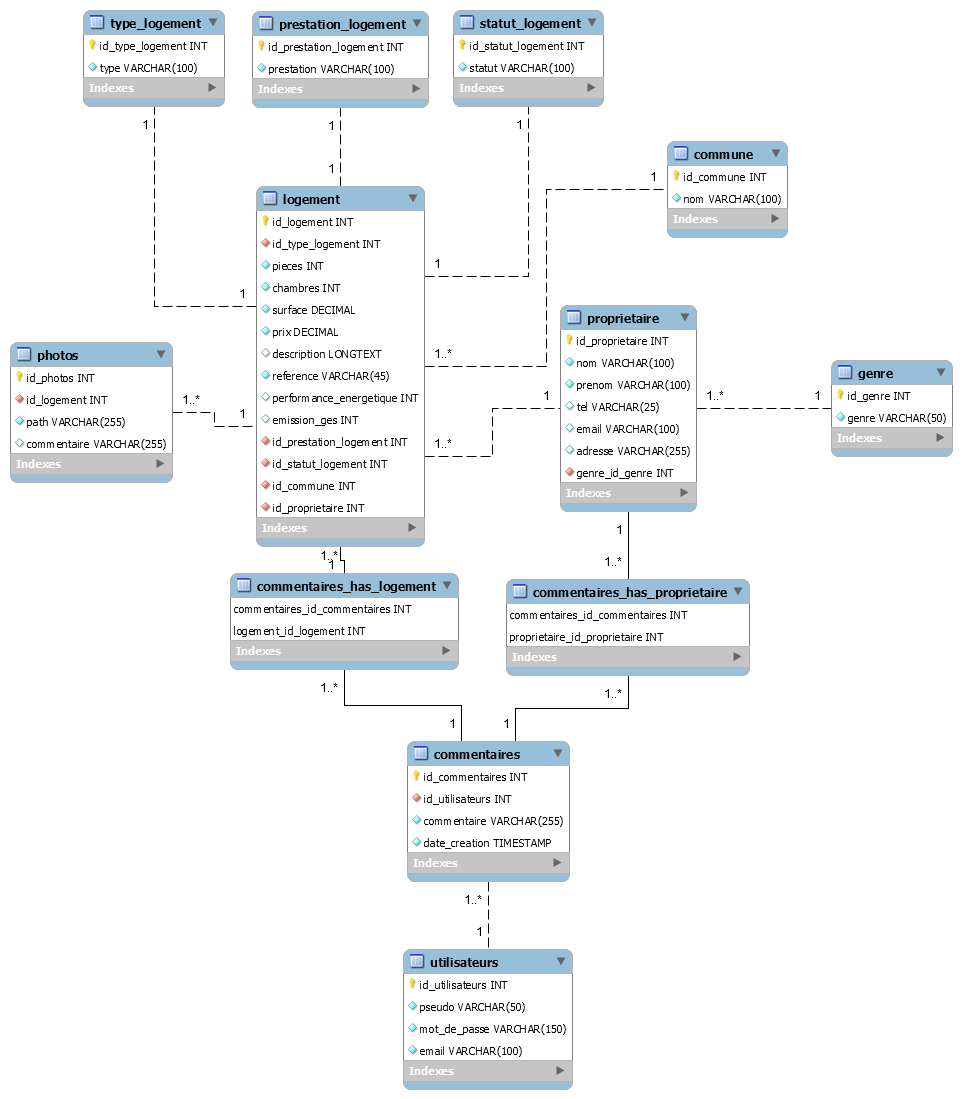 type_logement
id_type_logement INT
type VARCHAR(100)
Indexes
prestation_logement
id_prestation_logement INT
prestation VARCHAR(100)
Indexes
statut_logement
id_statut_logement INT
statut VARCHAR(100)
Indexes
1
1
1
1
commune
id_commune INT
nom VARCHAR(100)
Indexes
1
logement
id_logement INT
id_type_logement INT
pieces INT
chambres INT
surface DECIMAL
prix DECIMAL
description LONGTEXT
reference VARCHAR(45)
performance_energetique INT
emission_ges INT
id_prestation_logement INT
id_statut_logement INT
id_commune INT
id_proprietaire INT
Indexes
1
1
1..*
1..*
1
proprietaire
id_proprietaire INT
nom VARCHAR(100)
prenom VARCHAR(100)
tel VARCHAR(25)
email VARCHAR(100)
adresse VARCHAR(255)
genre_id_genre INT
Indexes
photos
id_photos INT
id_logement INT
path VARCHAR(255)
commentaire VARCHAR(255)
Indexes
1..*
1
1..*
1
genre
id_genre INT
genre VARCHAR(50)
Indexes
1..*
1
1
1..*
commentaires_has_logement
commentaires_id_commentaires INT
logement_id_logement INT
Indexes
commentaires_has_proprietaire
commentaires_id_commentaires INT
proprietaire_id_proprietaire INT
Indexes
1..*
1..*
1
1
commentaires
id_commentaires INT
id_utilisateurs INT
commentaire VARCHAR(255)
date_creation TIMESTAMP
Indexes
1..*
1
utilisateurs
id_utilisateurs INT
pseudo VARCHAR(50)
mot_de_passe VARCHAR(150)
email VARCHAR(100)
Indexes